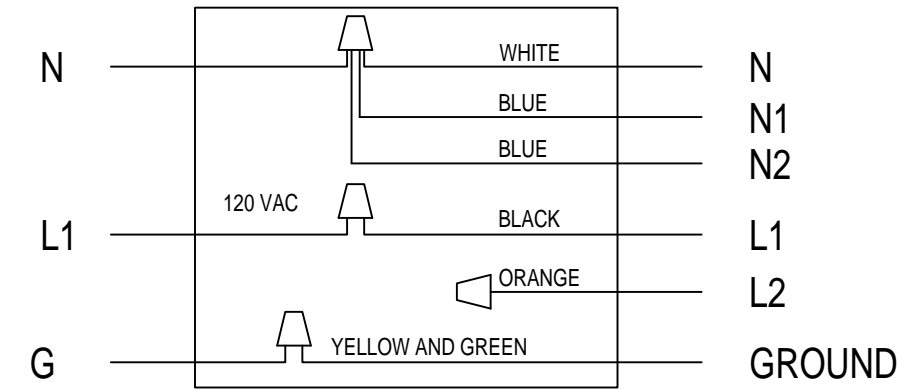 N WHITE N
BLUE N1
BLUE N2
120 VAC
L1 BLACK L1
ORANGE L2
G YELLOW AND GREEN GROUND